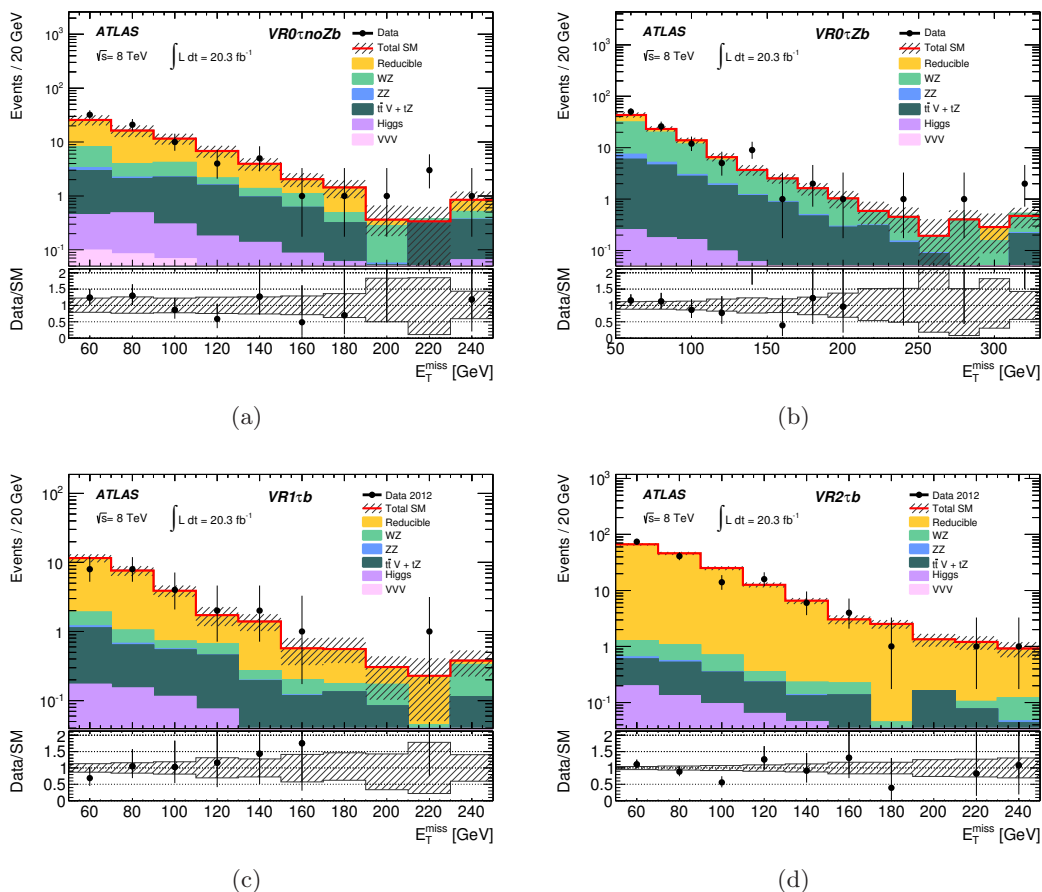 ATLAS VR0τnoZb
√s= 8 TeV ∫ L dt = 20.3 fb⁻¹
Data
Total SM
Reducible
WZ
ZZ
tt̄ V + tZ
Higgs
VVV
Events / 20 GeV
10³
10²
10
1
10⁻¹
Data/SM
2
1.5
1
0.5
0
60 80 100 120 140 160 180 200 220 240
E_T^miss [GeV]
(a)
ATLAS VR0τZb
√s= 8 TeV ∫ L dt = 20.3 fb⁻¹
Data
Total SM
Reducible
WZ
ZZ
tt̄ V + tZ
Higgs
VVV
Events / 20 GeV
10³
10²
10
1
10⁻¹
Data/SM
2
1.5
1
0.5
0
50 100 150 200 250 300
E_T^miss [GeV]
(b)
ATLAS VR1τb
√s= 8 TeV ∫ L dt = 20.3 fb⁻¹
Data 2012
Total SM
Reducible
WZ
ZZ
tt̄ V + tZ
Higgs
VVV
Events / 20 GeV
10²
10
1
10⁻¹
Data/SM
2
1.5
1
0.5
0
60 80 100 120 140 160 180 200 220 240
E_T^miss [GeV]
(c)
ATLAS VR2τb
√s= 8 TeV ∫ L dt = 20.3 fb⁻¹
Data 2012
Total SM
Reducible
WZ
ZZ
tt̄ V + tZ
Higgs
VVV
Events / 20 GeV
10³
10²
10
1
10⁻¹
Data/SM
2
1.5
1
0.5
0
60 80 100 120 140 160 180 200 220 240
E_T^miss [GeV]
(d)